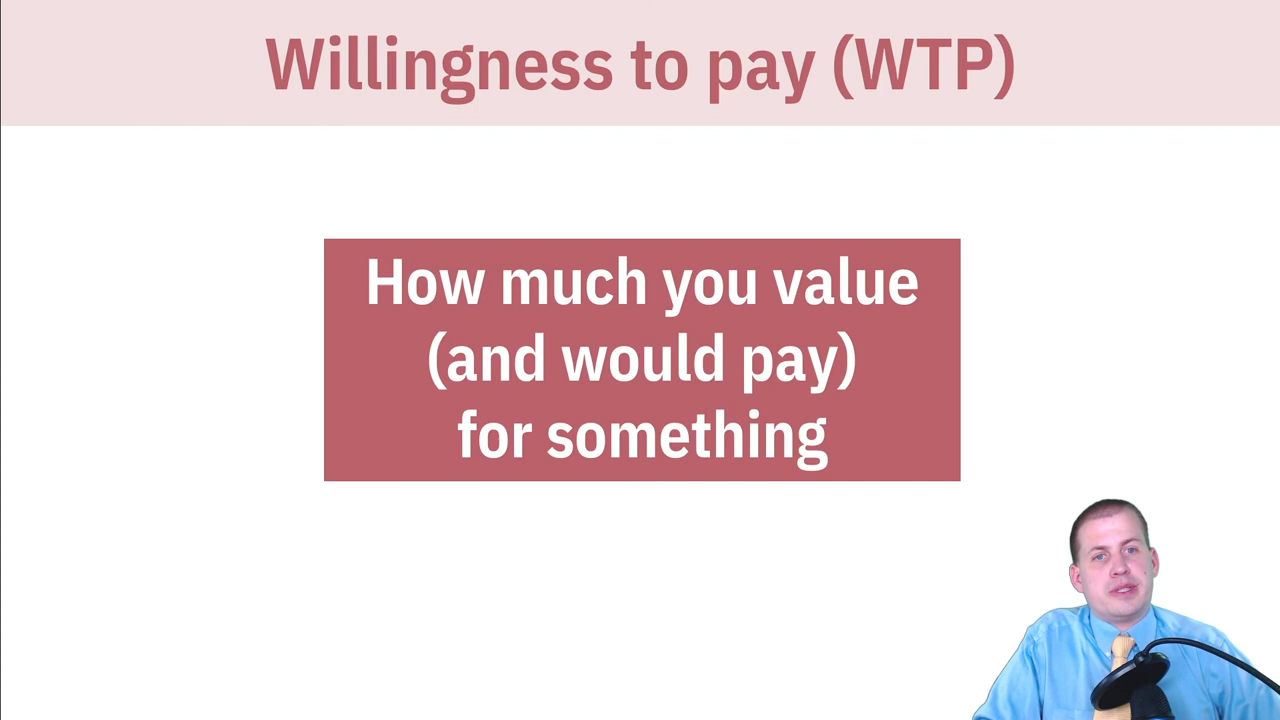 Willingness to pay (WTP)
How much you value
(and would pay)
for something